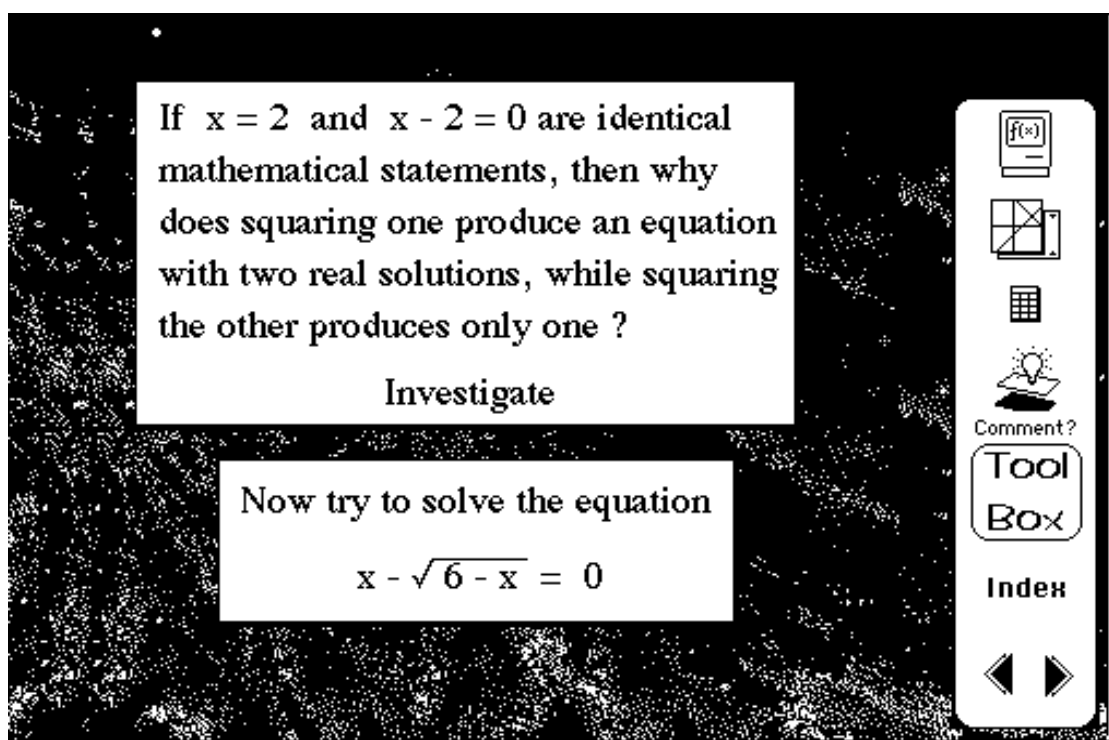 If x = 2 and x - 2 = 0 are identical
mathematical statements, then why
does squaring one produce an equation
with two real solutions, while squaring
the other produces only one ?
Investigate
Now try to solve the equation
x - √6 - x = 0
f(x)
Comment?
Tool
Box
Index